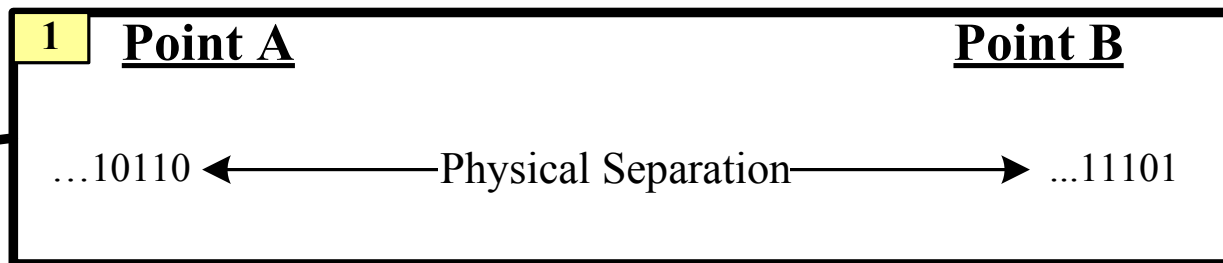 1 Point A Point B
…10110 Physical Separation ...11101